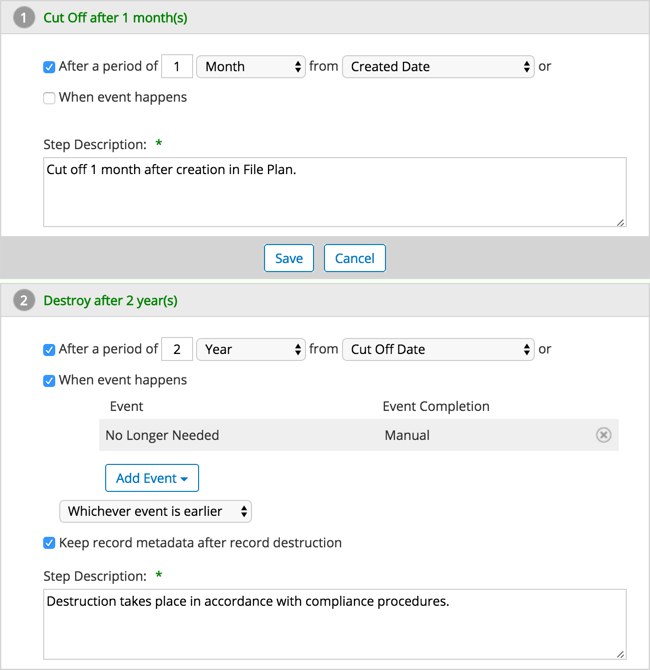 1 Cut Off after 1 month(s)
After a period of 1 Month from Created Date or
When event happens
Step Description: *
Cut off 1 month after creation in File Plan.
Save Cancel
2 Destroy after 2 year(s)
After a period of 2 Year from Cut Off Date or
When event happens
Event Event Completion
No Longer Needed Manual
Add Event
Whichever event is earlier
Keep record metadata after record destruction
Step Description: *
Destruction takes place in accordance with compliance procedures.